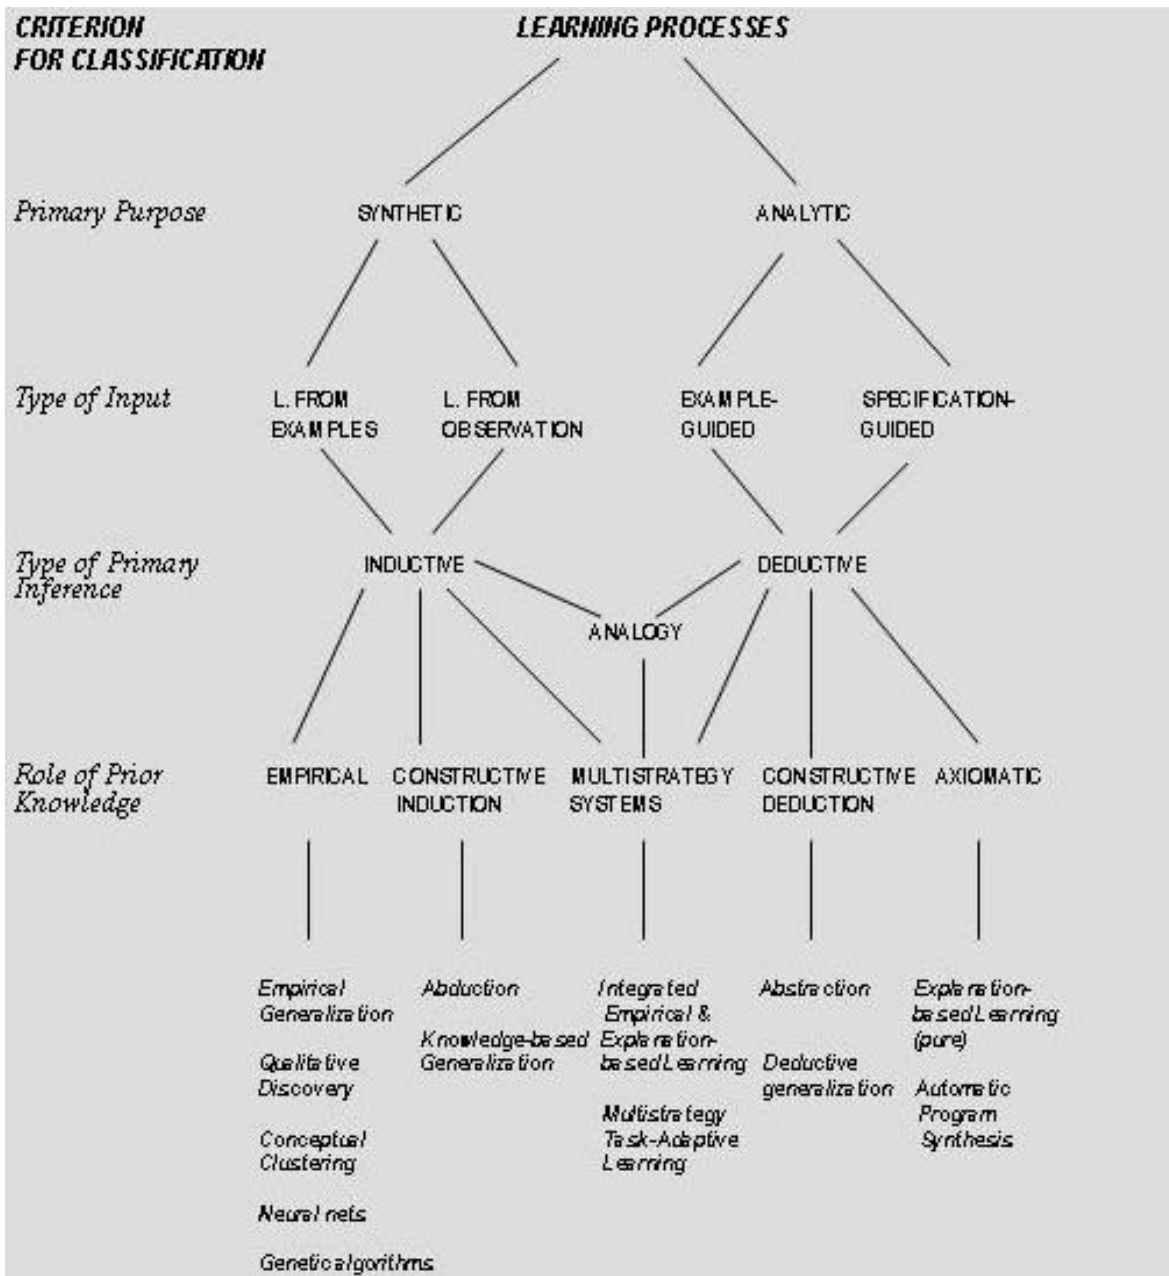 CRITERION
FOR CLASSIFICATION
LEARNING PROCESSES
Primary Purpose
SYNTHETIC
ANALYTIC
Type of Input
L. FROM
EXAMPLES
L. FROM
OBSERVATION
EXAMPLE-
GUIDED
SPECIFICATION-
GUIDED
Type of Primary
Inference
INDUCTIVE
DEDUCTIVE
ANALOGY
Role of Prior
Knowledge
EMPIRICAL
CONSTRUCTIVE
INDUCTION
MULTISTRATEGY
SYSTEMS
CONSTRUCTIVE
DEDUCTION
AXIOMATIC
Empirical
Generalization
Qualitative
Discovery
Conceptual
Clustering
Neural nets
Genetic algorithms
Abduction
Knowledge-based
Generalization
Integrated
Empirical &
Explanation-
based Learning
Multistrategy
Task-Adaptive
Learning
Abstraction
Deductive
generalization
Explanation-
based Learning
(pure)
Automatic
Program
Synthesis